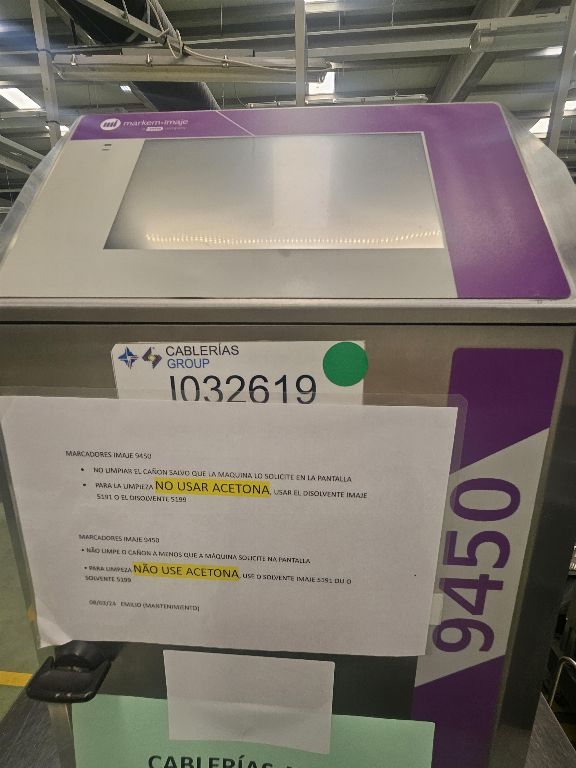 markem-imaje
CABLERÍAS
GROUP
I032619
MARCADORES IMAJE 9450
• NO LIMPIAR EL CAÑON SALVO QUE LA MAQUINA LO SOLICITE EN LA PANTALLA
• PARA LA LIMPIEZA NO USAR ACETONA, USAR EL DISOLVENTE IMAJE
5191 O EL DISOLVENTE 5199
MARCADORES IMAJE 9450
• NÃO LIMPE O CAÑON A MENOS QUE A MÁQUINA SOLICITE NA PANTALLA
• PARA LIMPEZA NÃO USE ACETONA, USE O SOLVENTE IMAJE 5191 OU O
SOLVENTE 5199
08/03/24 EMILIO (MANTENIMIENTO)
9450
CABLERÍAS